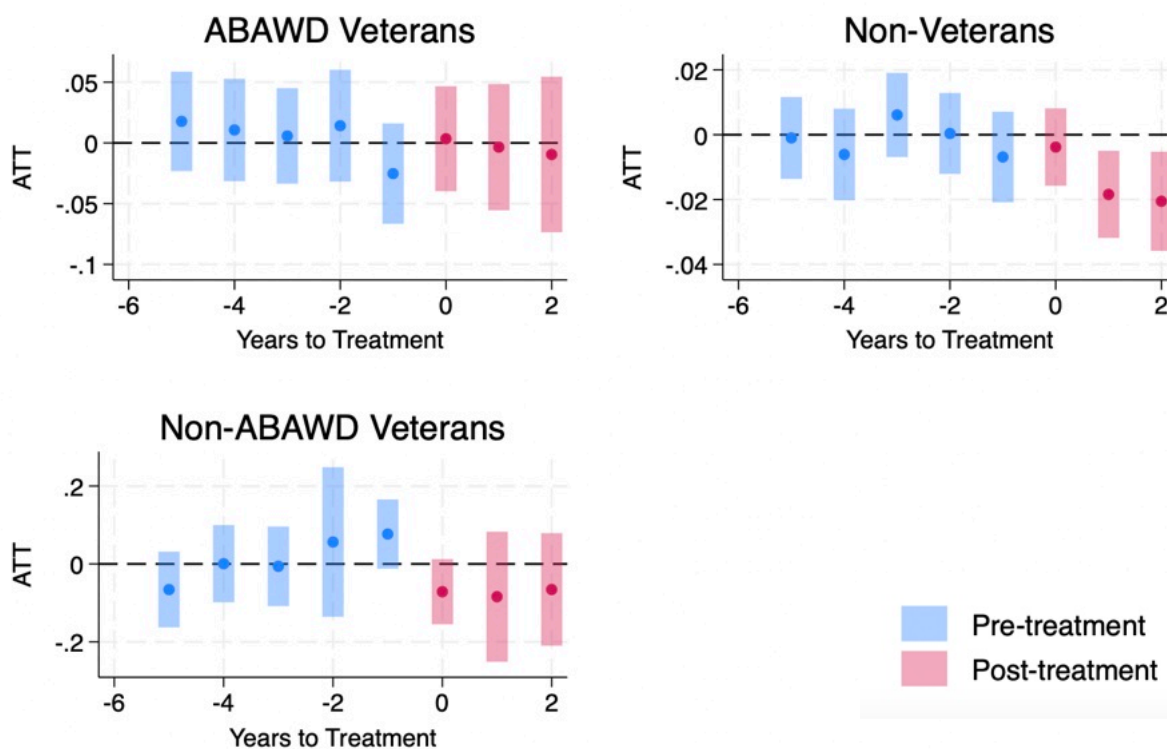 ABAWD Veterans
.05
0
-.05
-.1
ATT
-6 -4 -2 0 2
Years to Treatment
Non-Veterans
.02
0
-.02
-.04
ATT
-6 -4 -2 0 2
Years to Treatment
Non-ABAWD Veterans
.2
0
-.2
ATT
-6 -4 -2 0 2
Years to Treatment
Pre-treatment
Post-treatment